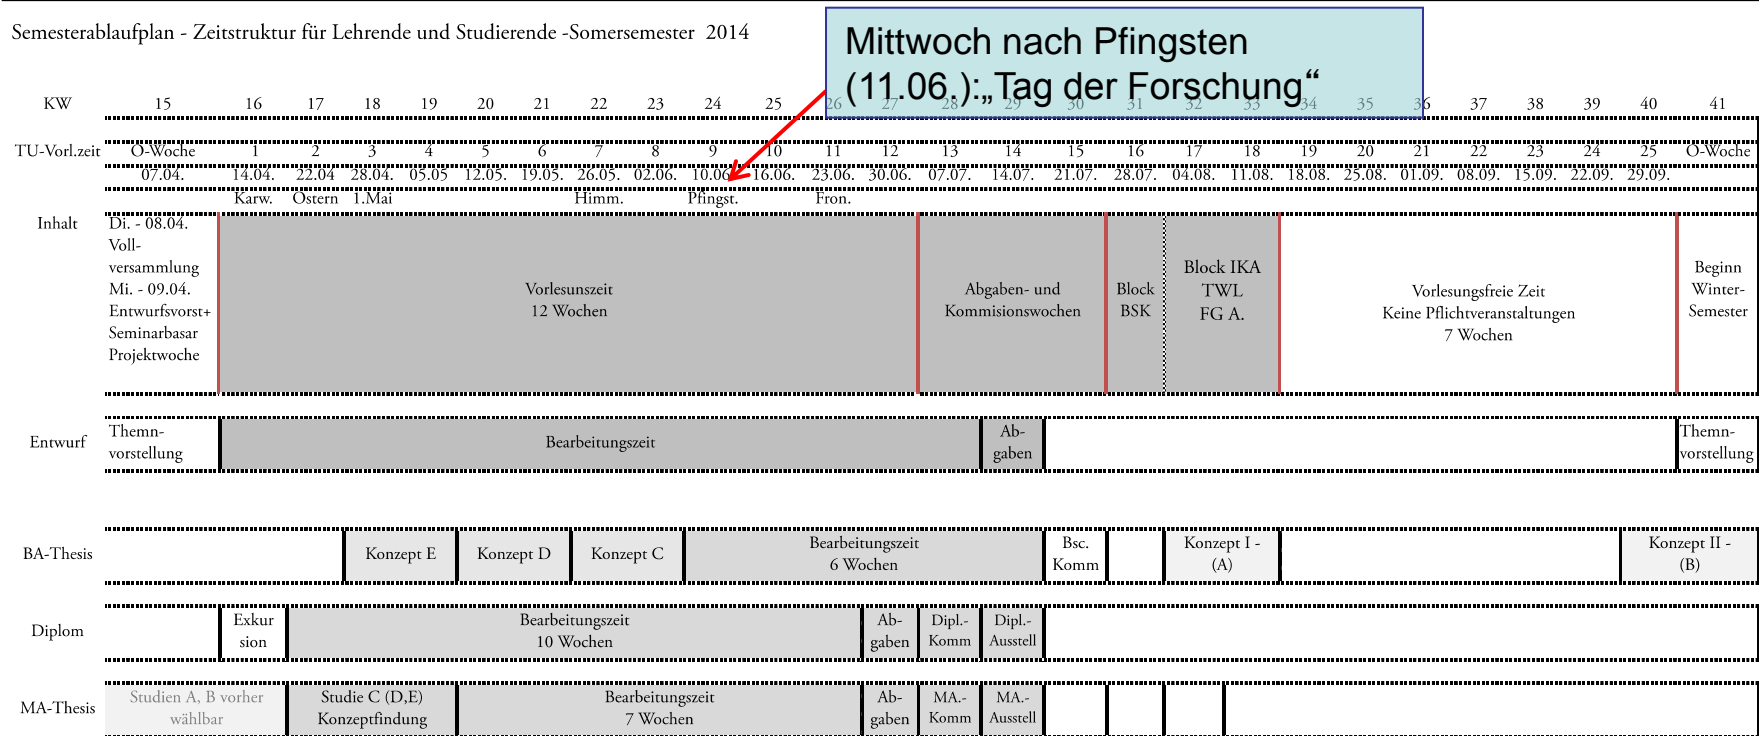 Semesterablaufplan - Zeitstruktur für Lehrende und Studierende -Somersemester 2014
Mittwoch nach Pfingsten
(11.06.):„Tag der Forschung“
KW 15 16 17 18 19 20 21 22 23 24 25 26 27 28 29 30 31 32 33 34 35 36 37 38 39 40 41
TU-Vorl.zeit O-Woche 1 2 3 4 5 6 7 8 9 10 11 12 13 14 15 16 17 18 19 20 21 22 23 24 25 O-Woche
07.04. 14.04. 22.04 28.04. 05.05 12.05. 19.05. 26.05. 02.06. 10.06. 16.06. 23.06. 30.06. 07.07. 14.07. 21.07. 28.07. 04.08. 11.08. 18.08. 25.08. 01.09. 08.09. 15.09. 22.09. 29.09.
Karw. Ostern 1.Mai Himm. Pfingst. Fron.
Inhalt
Di. - 08.04.
Voll-
versammlung
Mi. - 09.04.
Entwurfsvorst+
Seminarbasar
Projektwoche
Vorlesunszeit
12 Wochen
Abgaben- und
Kommisionswochen
Block
BSK
Block IKA
TWL
FG A.
Vorlesungsfreie Zeit
Keine Pflichtveranstaltungen
7 Wochen
Beginn
Winter-
Semester
Entwurf
Themn-
vorstellung
Bearbeitungszeit
Ab-
gaben
Themn-
vorstellung
BA-Thesis
Konzept E
Konzept D
Konzept C
Bearbeitungszeit
6 Wochen
Bsc.
Komm
Konzept I -
(A)
Konzept II -
(B)
Diplom
Exkur
sion
Bearbeitungszeit
10 Wochen
Ab-
gaben
Dipl.-
Komm
Dipl.-
Ausstell
MA-Thesis
Studien A, B vorher
wählbar
Studie C (D,E)
Konzeptfindung
Bearbeitungszeit
7 Wochen
Ab-
gaben
MA.-
Komm
MA.-
Ausstell